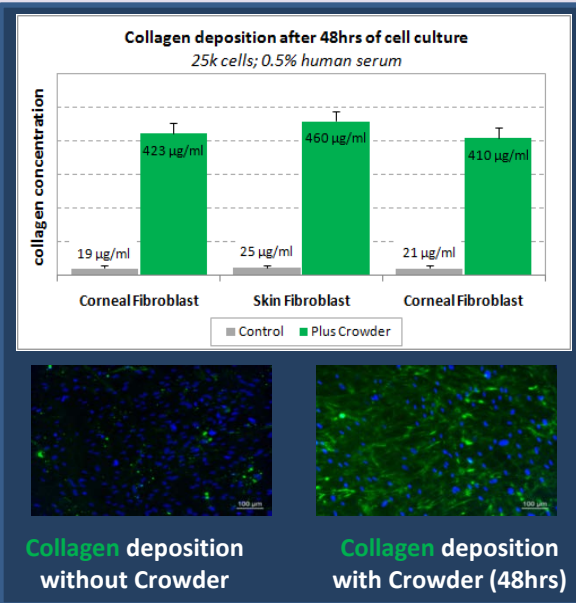 Collagen deposition after 48hrs of cell culture
25k cells; 0.5% human serum
collagen concentration
19 µg/ml
423 µg/ml
25 µg/ml
460 µg/ml
21 µg/ml
410 µg/ml
Corneal Fibroblast
Skin Fibroblast
Corneal Fibroblast
Control
Plus Crowder
100 µm
100 µm
Collagen deposition
without Crowder
Collagen deposition
with Crowder (48hrs)